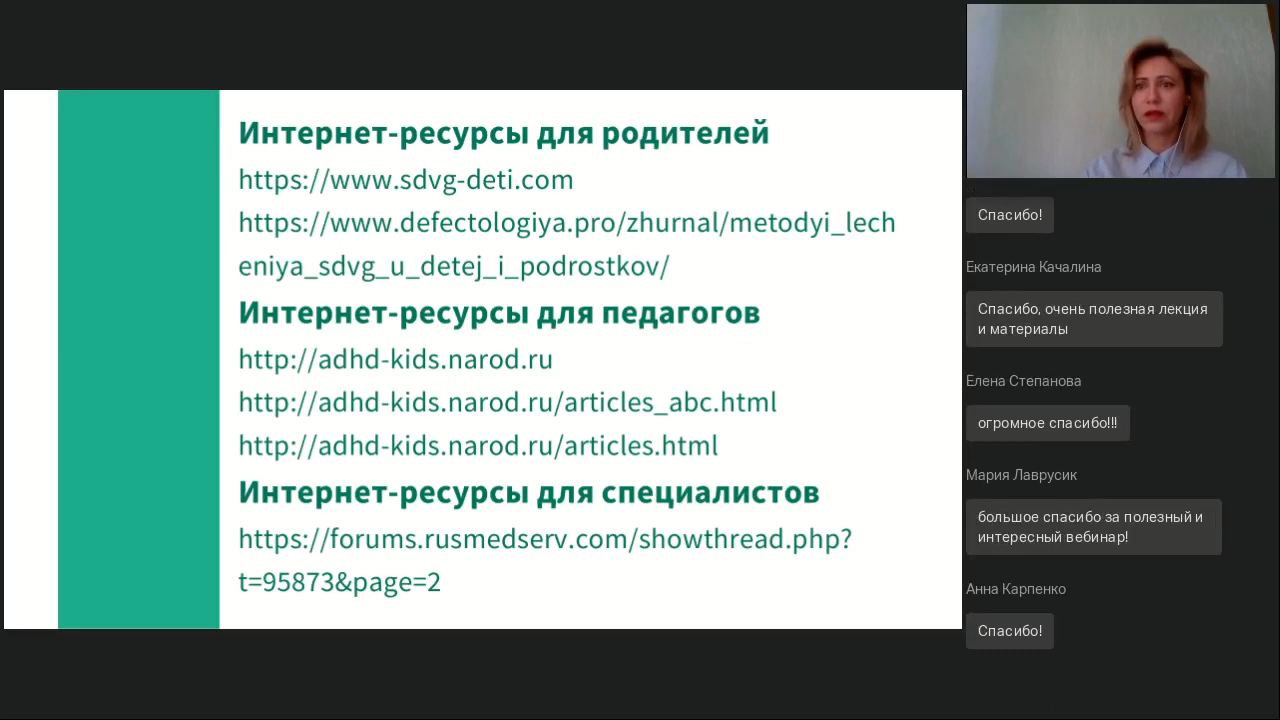 Интернет-ресурсы для родителей
https://www.sdvg-deti.com
https://www.defectologiya.pro/zhurnal/metodyi_lech
eniya_sdvg_u_detej_i_podrostkov/
Интернет-ресурсы для педагогов
http://adhd-kids.narod.ru
http://adhd-kids.narod.ru/articles_abc.html
http://adhd-kids.narod.ru/articles.html
Интернет-ресурсы для специалистов
https://forums.rusmedserv.com/showthread.php?
t=95873&page=2
Спасибо!
Екатерина Качалина
Спасибо, очень полезная лекция
и материалы
Елена Степанова
огромное спасибо!!!
Мария Лаврусик
большое спасибо за полезный и
интересный вебинар!
Анна Карпенко
Спасибо!